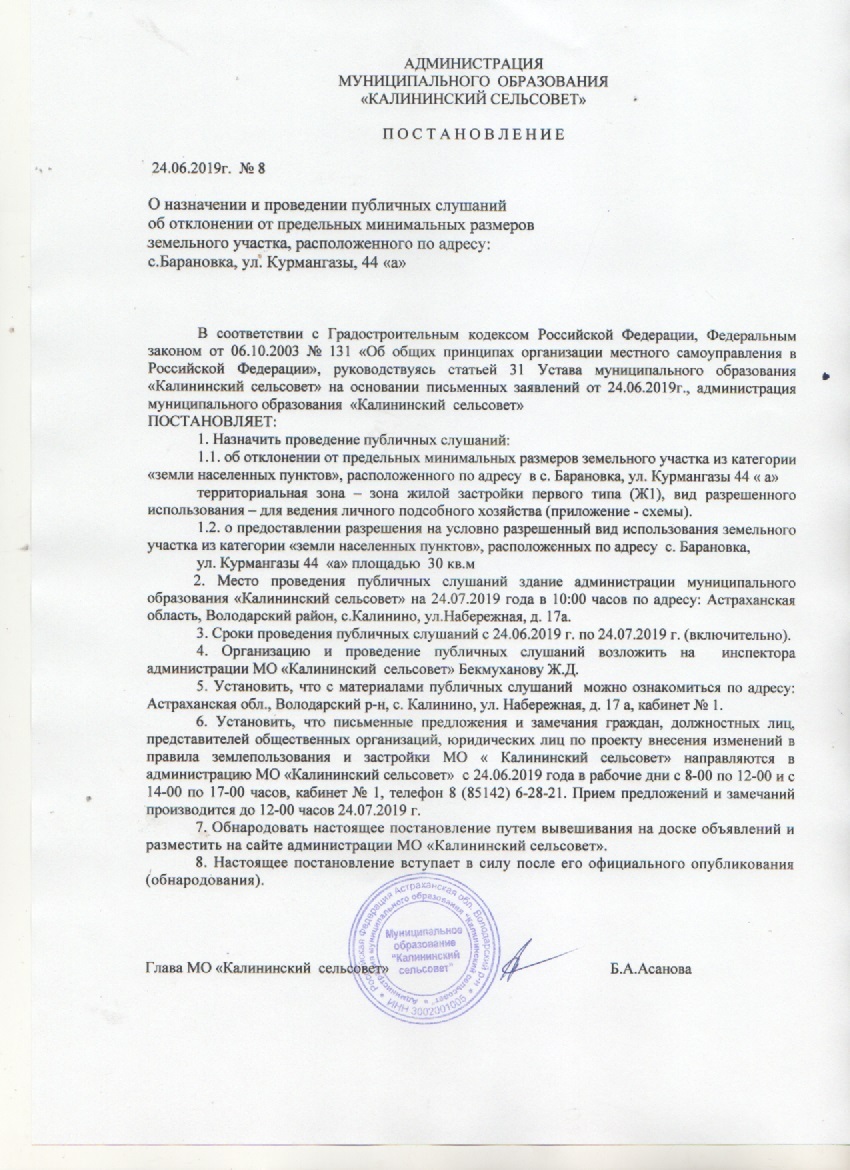 АДМИНИСТРАЦИЯ
МУНИЦИПАЛЬНОГО ОБРАЗОВАНИЯ
«КАЛИНИНСКИЙ СЕЛЬСОВЕТ»
П О С Т А Н О В Л Е Н И Е
24.06.2019г. № 8
О назначении и проведении публичных слушаний
об отклонении от предельных минимальных размеров
земельного участка, расположенного по адресу:
с.Барановка, ул. Курмангазы, 44 «а»
В соответствии с Градостроительным кодексом Российской Федерации, Федеральным
законом от 06.10.2003 № 131 «Об общих принципах организации местного самоуправления в
Российской Федерации», руководствуясь статьей 31 Устава муниципального образования
«Калининский сельсовет» на основании письменных заявлений от 24.06.2019г., администрация
муниципального образования «Калининский сельсовет»
ПОСТАНОВЛЯЕТ:
1. Назначить проведение публичных слушаний:
1.1. об отклонении от предельных минимальных размеров земельного участка из категории
«земли населенных пунктов», расположенного по адресу в с. Барановка, ул. Курмангазы 44 « а»
территориальная зона – зона жилой застройки первого типа (Ж1), вид разрешенного
использования – для ведения личного подсобного хозяйства (приложение - схемы).
1.2. о предоставлении разрешения на условно разрешенный вид использования земельного
участка из категории «земли населенных пунктов», расположенных по адресу с. Барановка,
ул. Курмангазы 44 «а» площадью 30 кв.м
2. Место проведения публичных слушаний здание администрации муниципального
образования «Калининский сельсовет» на 24.07.2019 года в 10:00 часов по адресу: Астраханская
область, Володарский район, с.Калинино, ул.Набережная, д. 17а.
3. Сроки проведения публичных слушаний с 24.06.2019 г. по 24.07.2019 г. (включительно).
4. Организацию и проведение публичных слушаний возложить на инспектора
администрации МО «Калининский сельсовет» Бекмуханову Ж.Д.
5. Установить, что с материалами публичных слушаний можно ознакомиться по адресу:
Астраханская обл., Володарский р-н, с. Калинино, ул. Набережная, д. 17 а, кабинет № 1.
6. Установить, что письменные предложения и замечания граждан, должностных лиц,
представителей общественных организаций, юридических лиц по проекту внесения изменений в
правила землепользования и застройки МО « Калининский сельсовет» направляются в
администрацию МО «Калининский сельсовет» с 24.06.2019 года в рабочие дни с 8-00 по 12-00 и с
14-00 по 17-00 часов, кабинет № 1, телефон 8 (85142) 6-28-21. Прием предложений и замечаний
производится до 12-00 часов 24.07.2019 г.
7. Обнародовать настоящее постановление путем вывешивания на доске объявлений и
разместить на сайте администрации МО «Калининский сельсовет».
8. Настоящее постановление вступает в силу после его официального опубликования
(обнародования).
Российская Федерация Астраханская обл. Володарский р-н
Администрация муниципального образования "Калининский сельсовет"
ИНН 3002001005
Муниципальное
образование
"Калининский
сельсовет"
Глава МО «Калининский сельсовет» Б.А.Асанова